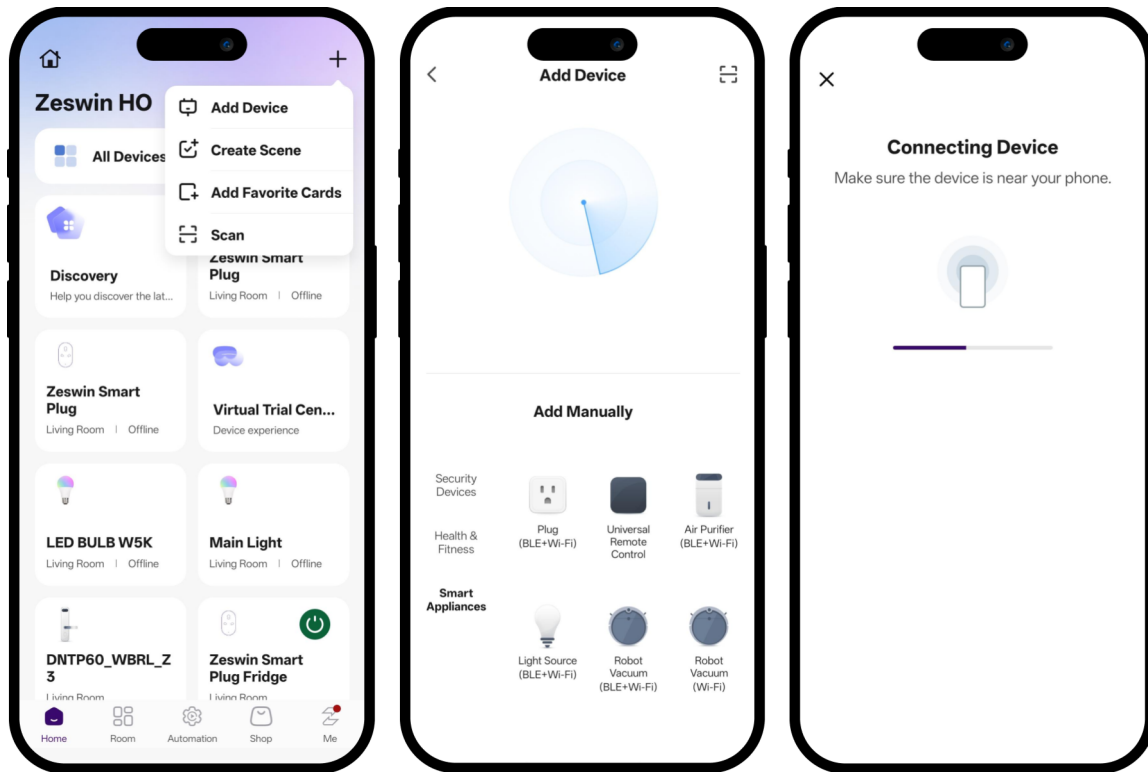 Zeswin HO
Add Device
Create Scene
Add Favorite Cards
Scan
All Devices
Discovery
Help you discover the lat...
Zeswin Smart
Plug
Living Room | Offline
Zeswin Smart
Plug
Living Room | Offline
Virtual Trial Cen...
Device experience
LED BULB W5K
Living Room | Offline
Main Light
Living Room | Offline
DNTP60_WBRL_Z
3
Living Room
Zeswin Smart
Plug Fridge
Living Room
Home
Room
Automation
Shop
Me
Add Device
Add Manually
Security
Devices
Health &
Fitness
Smart
Appliances
Plug
(BLE+Wi-Fi)
Universal
Remote
Control
Air Purifier
(BLE+Wi-Fi)
Light Source
(BLE+Wi-Fi)
Robot
Vacuum
(BLE+Wi-Fi)
Robot
Vacuum
(Wi-Fi)
Connecting Device
Make sure the device is near your phone.